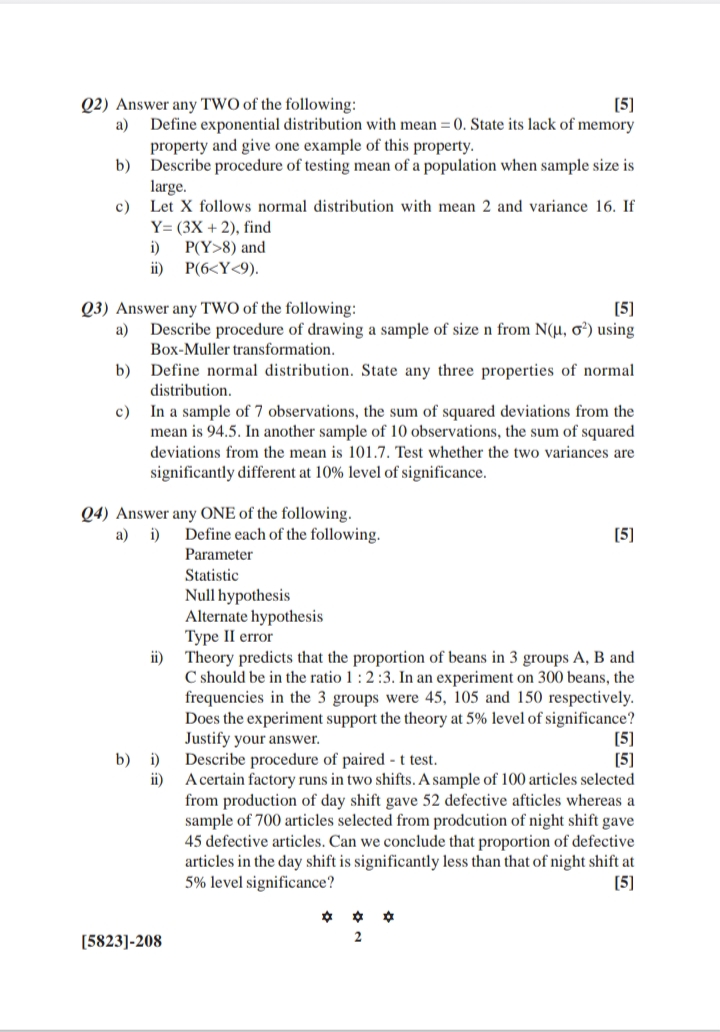 Q2) Answer any TWO of the following: [5]
a) Define exponential distribution with mean = 0. State its lack of memory
property and give one example of this property.
b) Describe procedure of testing mean of a population when sample size is
large.
c) Let X follows normal distribution with mean 2 and variance 16. If
Y= (3X + 2), find
i) P(Y>8) and
ii) P(6<Y<9).
Q3) Answer any TWO of the following: [5]
a) Describe procedure of drawing a sample of size n from N(μ, σ²) using
Box-Muller transformation.
b) Define normal distribution. State any three properties of normal
distribution.
c) In a sample of 7 observations, the sum of squared deviations from the
mean is 94.5. In another sample of 10 observations, the sum of squared
deviations from the mean is 101.7. Test whether the two variances are
significantly different at 10% level of significance.
Q4) Answer any ONE of the following.
a) i) Define each of the following. [5]
Parameter
Statistic
Null hypothesis
Alternate hypothesis
Type II error
ii) Theory predicts that the proportion of beans in 3 groups A, B and
C should be in the ratio 1 : 2 :3. In an experiment on 300 beans, the
frequencies in the 3 groups were 45, 105 and 150 respectively.
Does the experiment support the theory at 5% level of significance?
Justify your answer. [5]
b) i) Describe procedure of paired - t test. [5]
ii) A certain factory runs in two shifts. A sample of 100 articles selected
from production of day shift gave 52 defective afticles whereas a
sample of 700 articles selected from prodcution of night shift gave
45 defective articles. Can we conclude that proportion of defective
articles in the day shift is significantly less than that of night shift at
5% level significance? [5]
[5823]-208 2